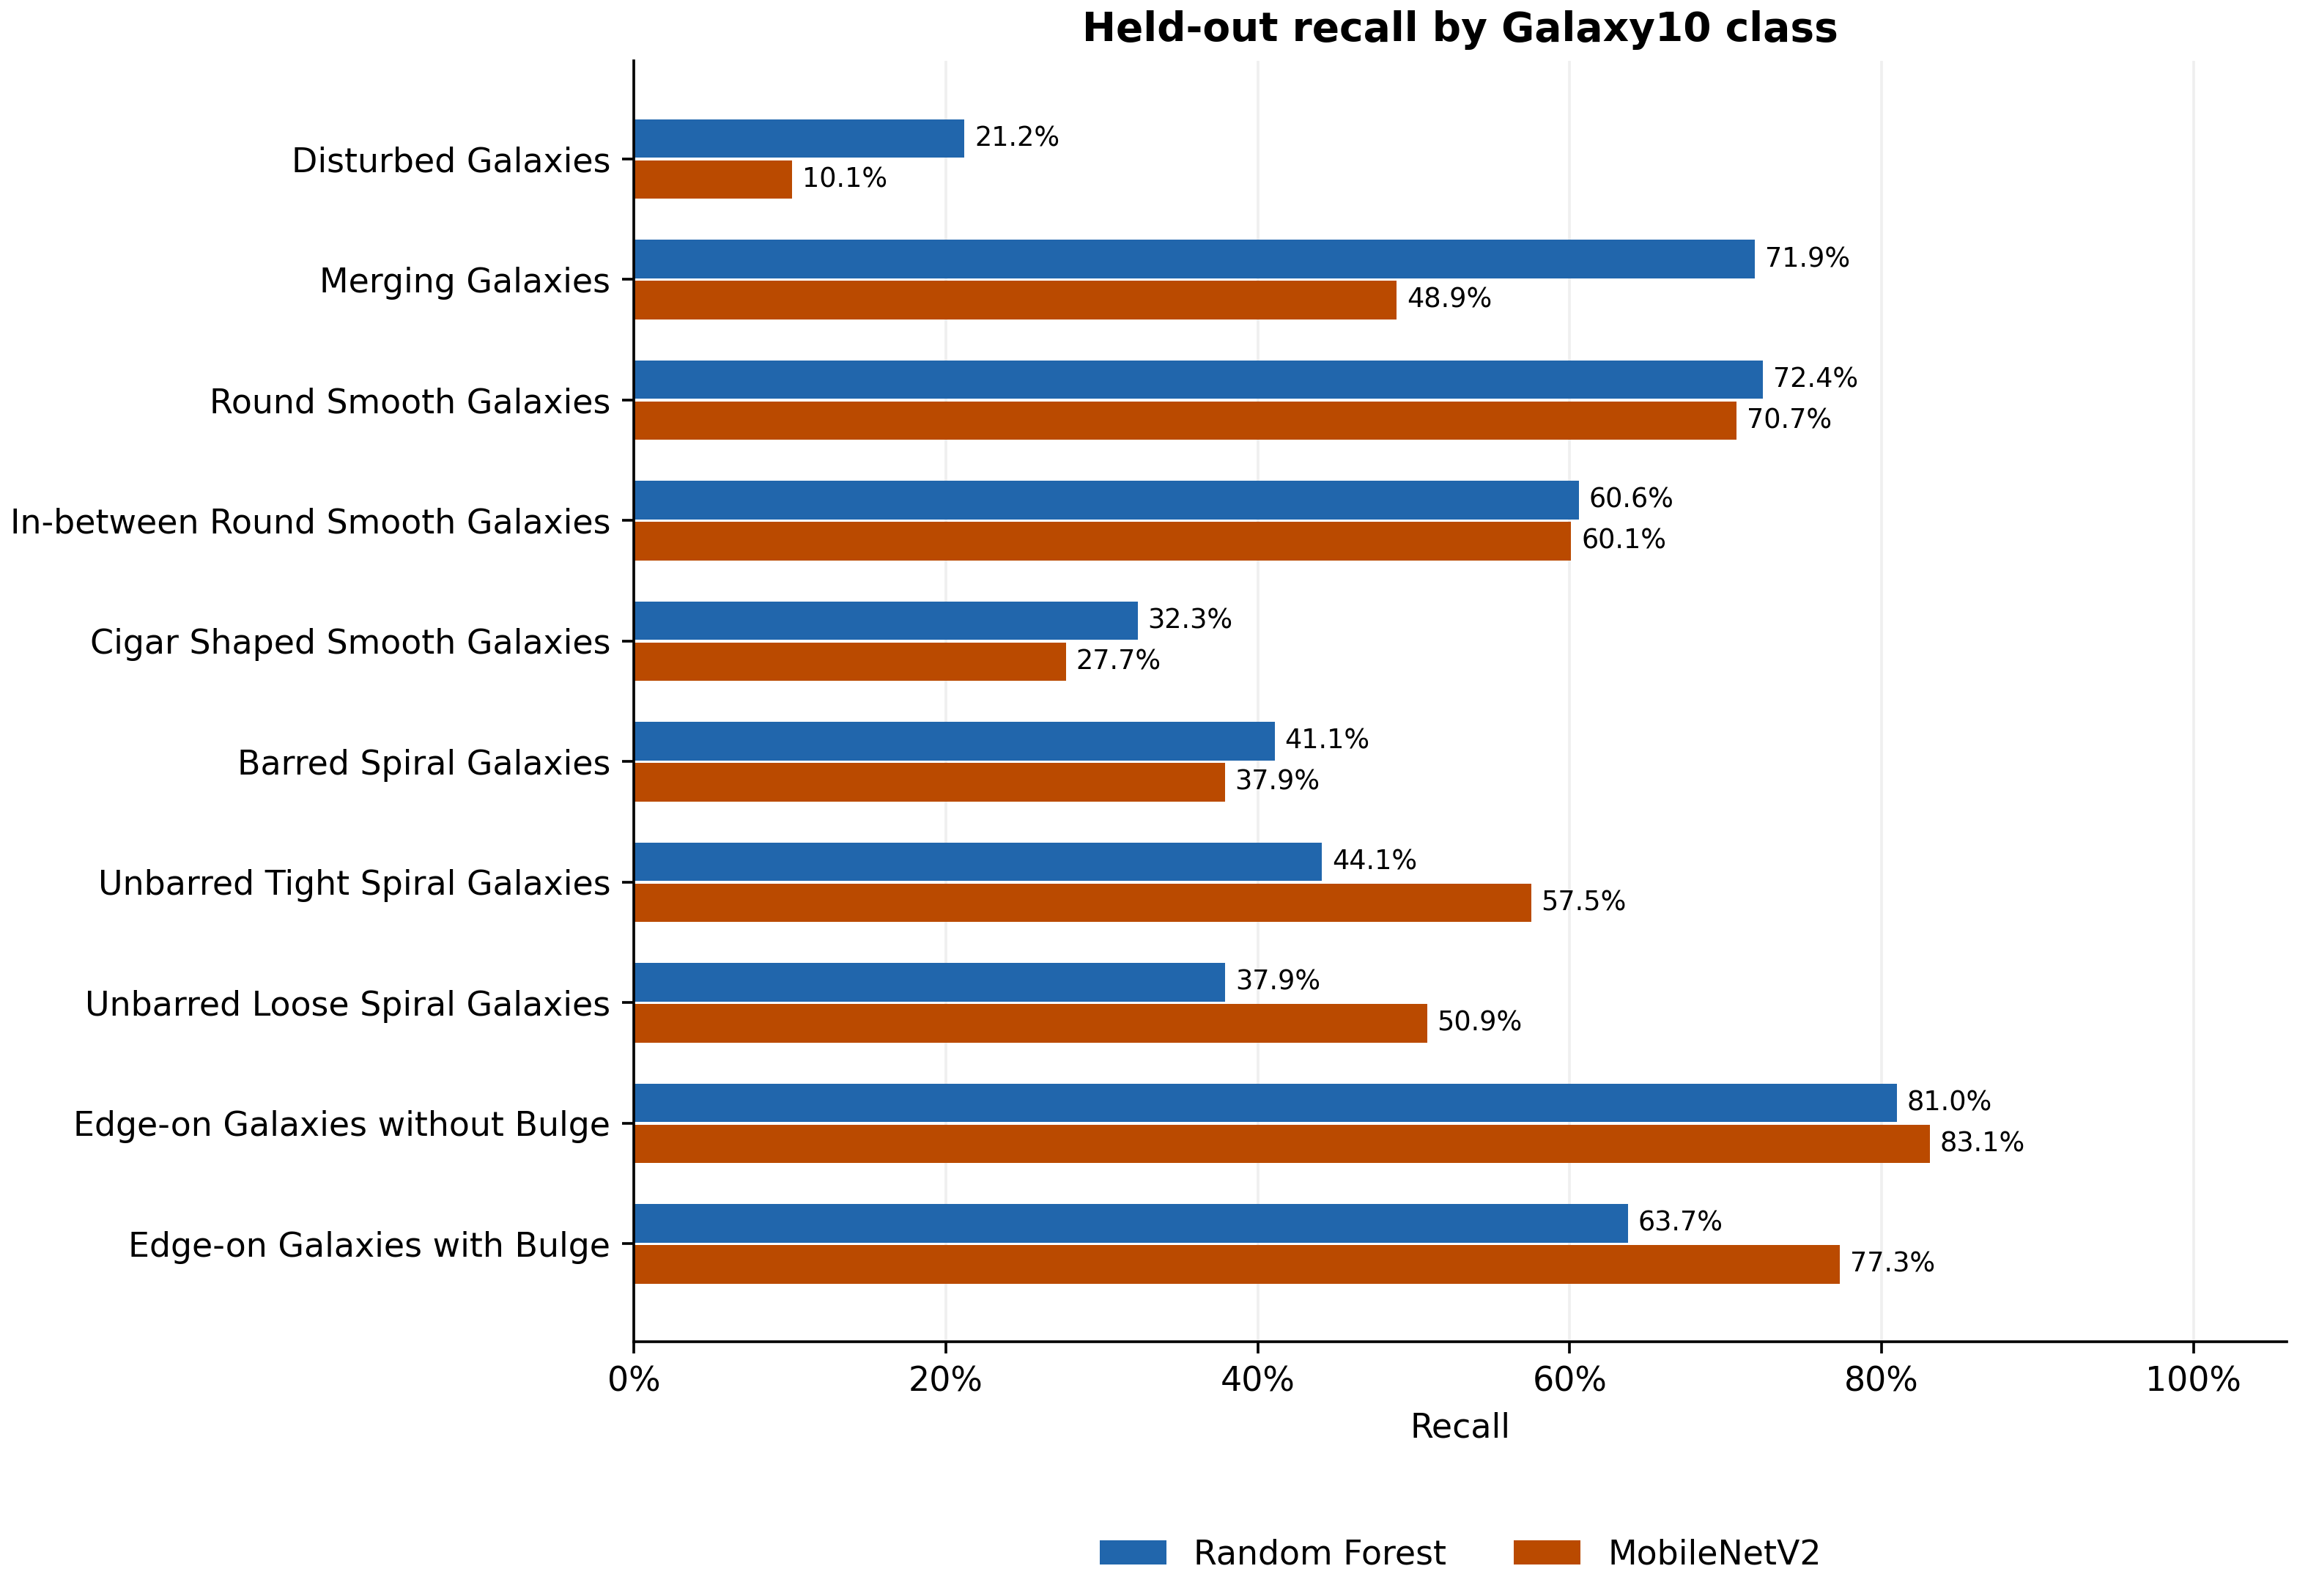 Held-out recall by Galaxy10 class
Disturbed Galaxies
21.2%
10.1%
Merging Galaxies
71.9%
48.9%
Round Smooth Galaxies
72.4%
70.7%
In-between Round Smooth Galaxies
60.6%
60.1%
Cigar Shaped Smooth Galaxies
32.3%
27.7%
Barred Spiral Galaxies
41.1%
37.9%
Unbarred Tight Spiral Galaxies
44.1%
57.5%
Unbarred Loose Spiral Galaxies
37.9%
50.9%
Edge-on Galaxies without Bulge
81.0%
83.1%
Edge-on Galaxies with Bulge
63.7%
77.3%
0% 20% 40% 60% 80% 100%
Recall
Random Forest MobileNetV2